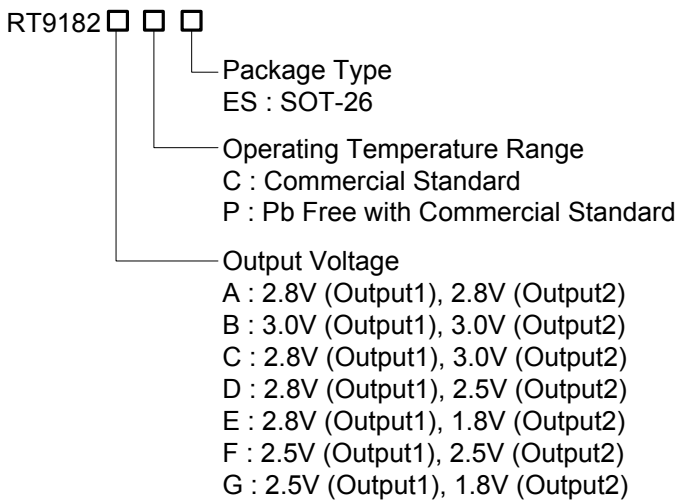 RT9182
Package Type
ES : SOT-26
Operating Temperature Range
C : Commercial Standard
P : Pb Free with Commercial Standard
Output Voltage
A : 2.8V (Output1), 2.8V (Output2)
B : 3.0V (Output1), 3.0V (Output2)
C : 2.8V (Output1), 3.0V (Output2)
D : 2.8V (Output1), 2.5V (Output2)
E : 2.8V (Output1), 1.8V (Output2)
F : 2.5V (Output1), 2.5V (Output2)
G : 2.5V (Output1), 1.8V (Output2)